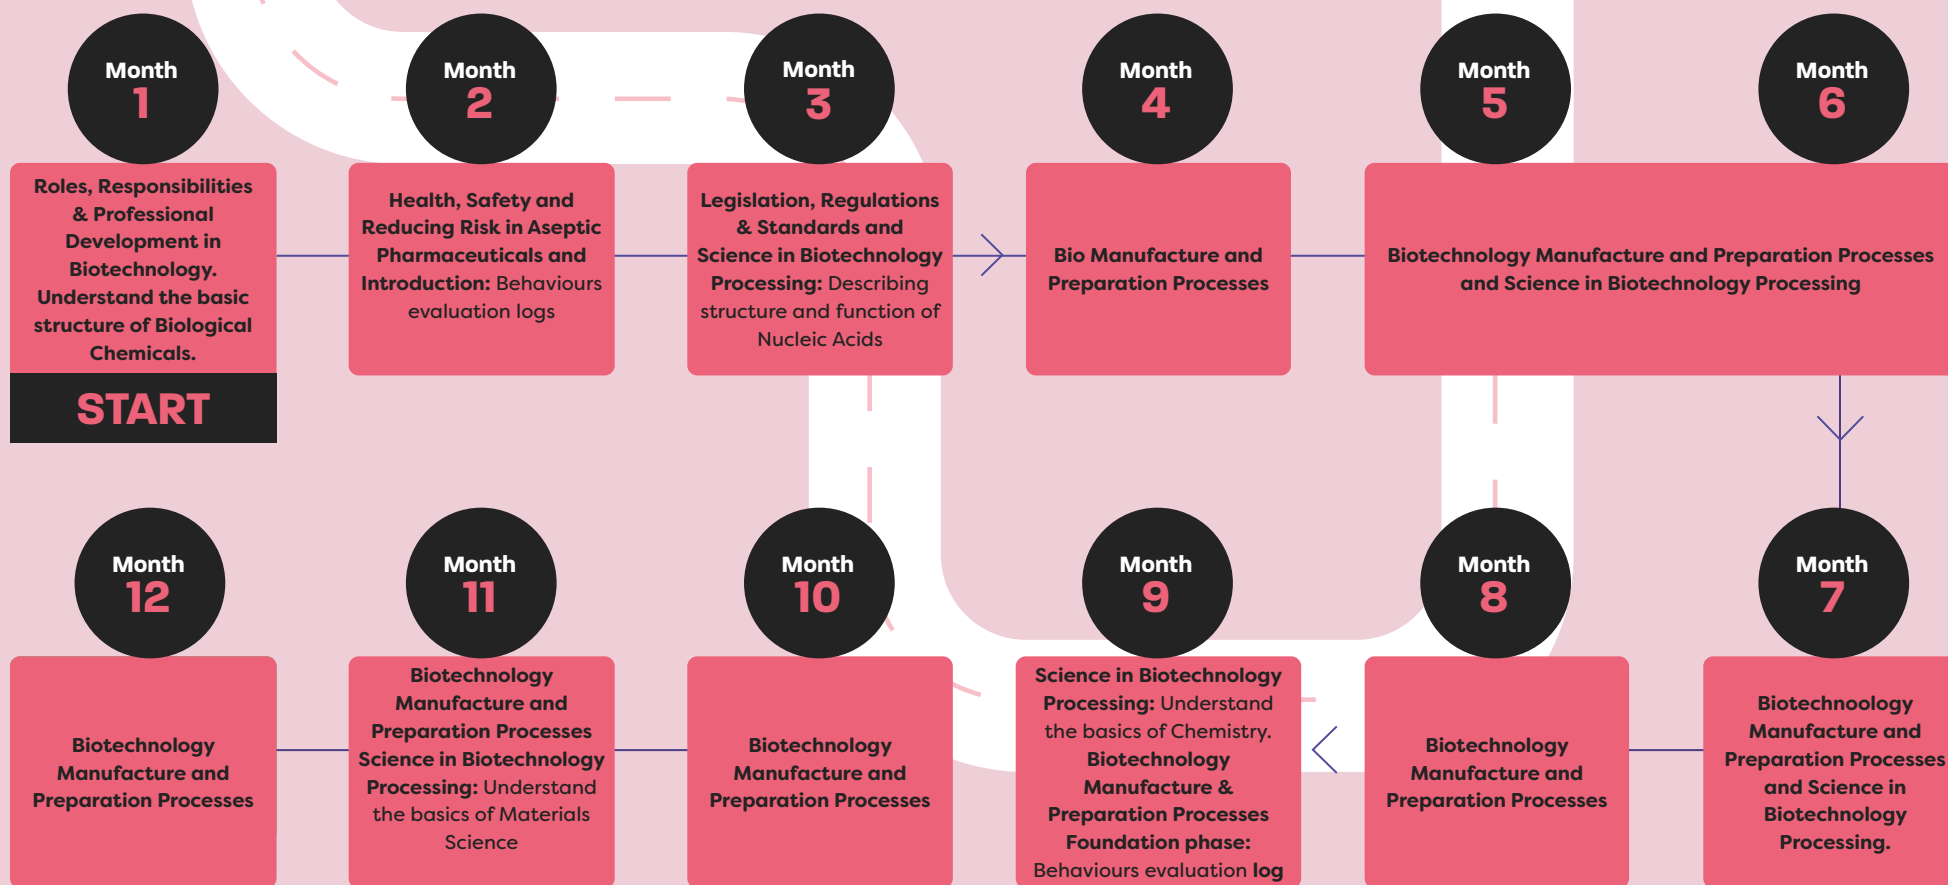 Month
1
Roles, Responsibilities
& Professional
Development in
Biotechnology.
Understand the basic
structure of Biological
Chemicals.
START
Month
2
Health, Safety and
Reducing Risk in Aseptic
Pharmaceuticals and
Introduction: Behaviours
evaluation logs
Month
3
Legislation, Regulations
& Standards and
Science in Biotechnology
Processing: Describing
structure and function of
Nucleic Acids
Month
4
Bio Manufacture and
Preparation Processes
Month
5
Month
6
Biotechnology Manufacture and Preparation Processes
and Science in Biotechnology Processing
Month
7
Biotechnoology
Manufacture and
Preparation Processes
and Science in
Biotechnology
Processing.
Month
8
Biotechnology
Manufacture and
Preparation Processes
Month
9
Science in Biotechnology
Processing: Understand
the basics of Chemistry.
Biotechnology
Manufacture &
Preparation Processes
Foundation phase:
Behaviours evaluation log
Month
10
Biotechnology
Manufacture and
Preparation Processes
Month
11
Biotechnology
Manufacture and
Preparation Processes
Science in Biotechnology
Processing: Understand
the basics of Materials
Science
Month
12
Biotechnology
Manufacture and
Preparation Processes